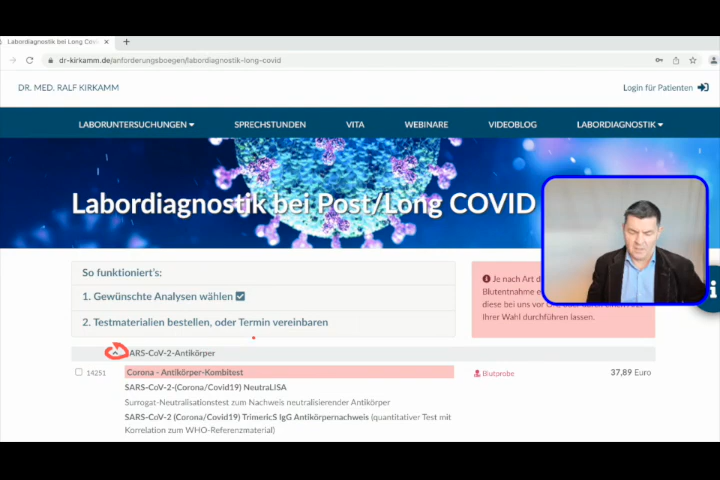 Labordiagnostik bei Long Cov
dr-kirkamm.de/anforderungsboegen/labordiagnostik-long-covid
DR. MED. RALF KIRKAMM
Login für Patienten
LABORUNTERSUCHUNGEN SPRECHSTUNDEN VITA WEBINARE VIDEOBLOG LABORDIAGNOSTIK
Labordiagnostik bei Post/Long COVID
So funktioniert's:
1. Gewünschte Analysen wählen
2. Testmaterialien bestellen, oder Termin vereinbaren
Je nach Art de
Blutentnahme e
diese bei uns vor
Ihrer Wahl durchführen lassen.
ARS-CoV-2-Antikörper
14251 Corona - Antikörper-Kombitest Blutprobe 37,89 Euro
SARS-CoV-2-(Corona/Covid19) NeutraLISA
Surrogat-Neutralisationstest zum Nachweis neutralisierender Antikörper
SARS-CoV-2 (Corona/Covid19) TrimericS IgG Antikörpernachweis (quantitativer Test mit
Korrelation zum WHO-Referenzmaterial)